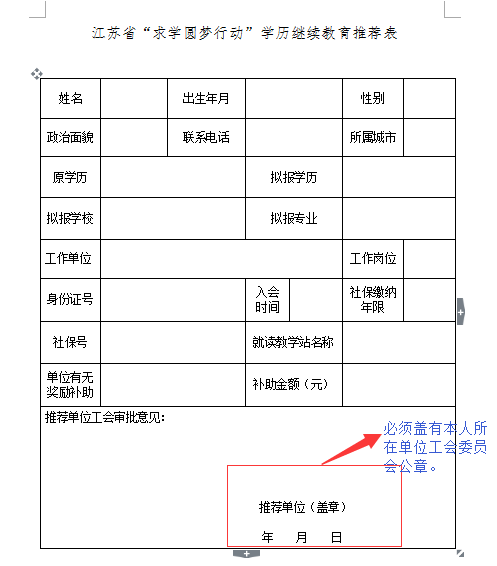 江苏省“求学圆梦行动”学历继续教育推荐表
姓名 出生年月 性别
政治面貌 联系电话 所属城市
原学历 拟报学历
拟报学校 拟报专业
工作单位 工作岗位
身份证号 入会 社保缴纳
时间 年限
社保号 就读教学站名称
单位有无 补助金额（元）
奖励补助
推荐单位工会审批意见：
必须盖有本人所
在单位工会委员
会公章。
推荐单位（盖章）
年 月 日